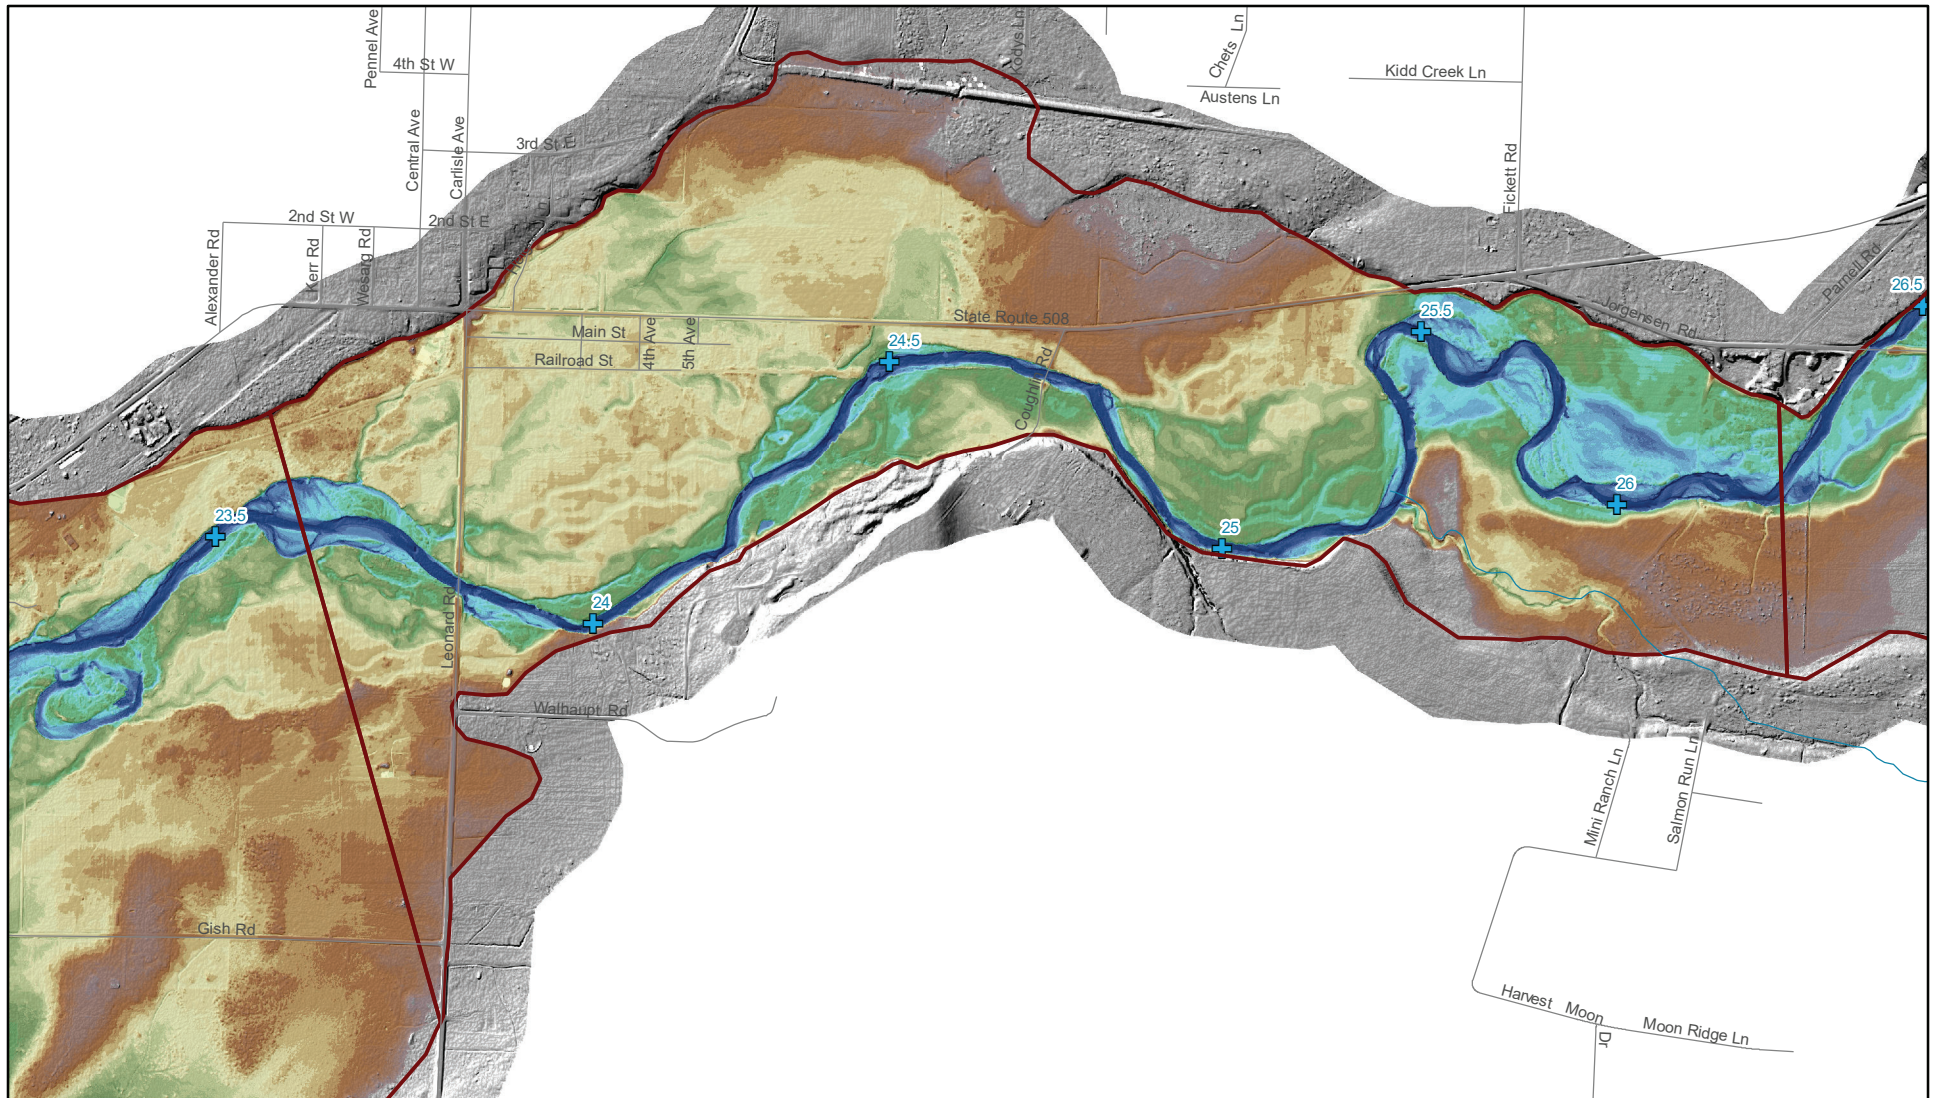 Pennel Ave
4th St W
Kodys Ln
Chets Ln
Austens Ln
Kidd Creek Ln
Central Ave
Carlisle Ave
3rd St E
Fickett Rd
2nd St W
2nd St E
Alexander Rd
Kerr Rd
Wesarg Rd
Parnell Rd
26.5
State Route 508
25.5
Jorgensen Rd
Main St
4th Ave
5th Ave
Railroad St
24.5
Coughlin Rd
23.5
26
25
24
Leonard Rd
Walhaupt Rd
Mini Ranch Ln
Salmon Run Ln
Gish Rd
Harvest Moon Dr
Moon Ridge Ln